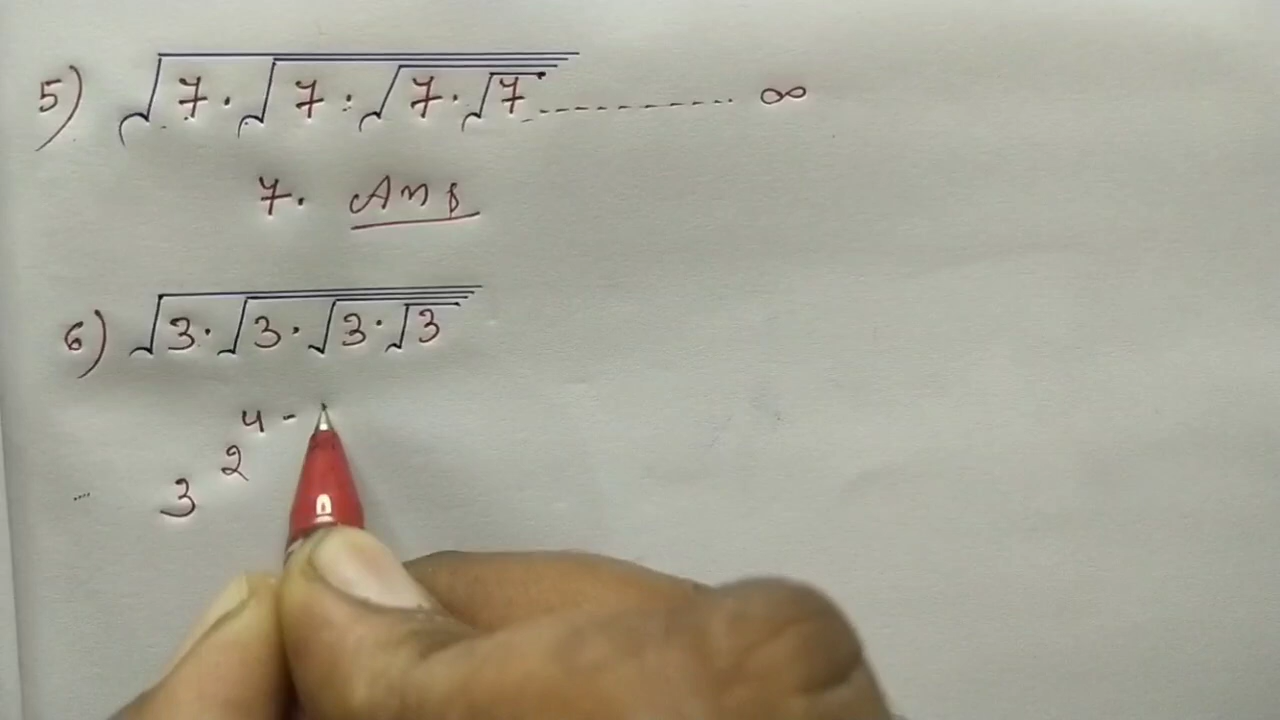 5) √7·√7·√7·√7 ---------- ∞
7. Ans
6) √3·√3·√3·√3
3 2 4 -